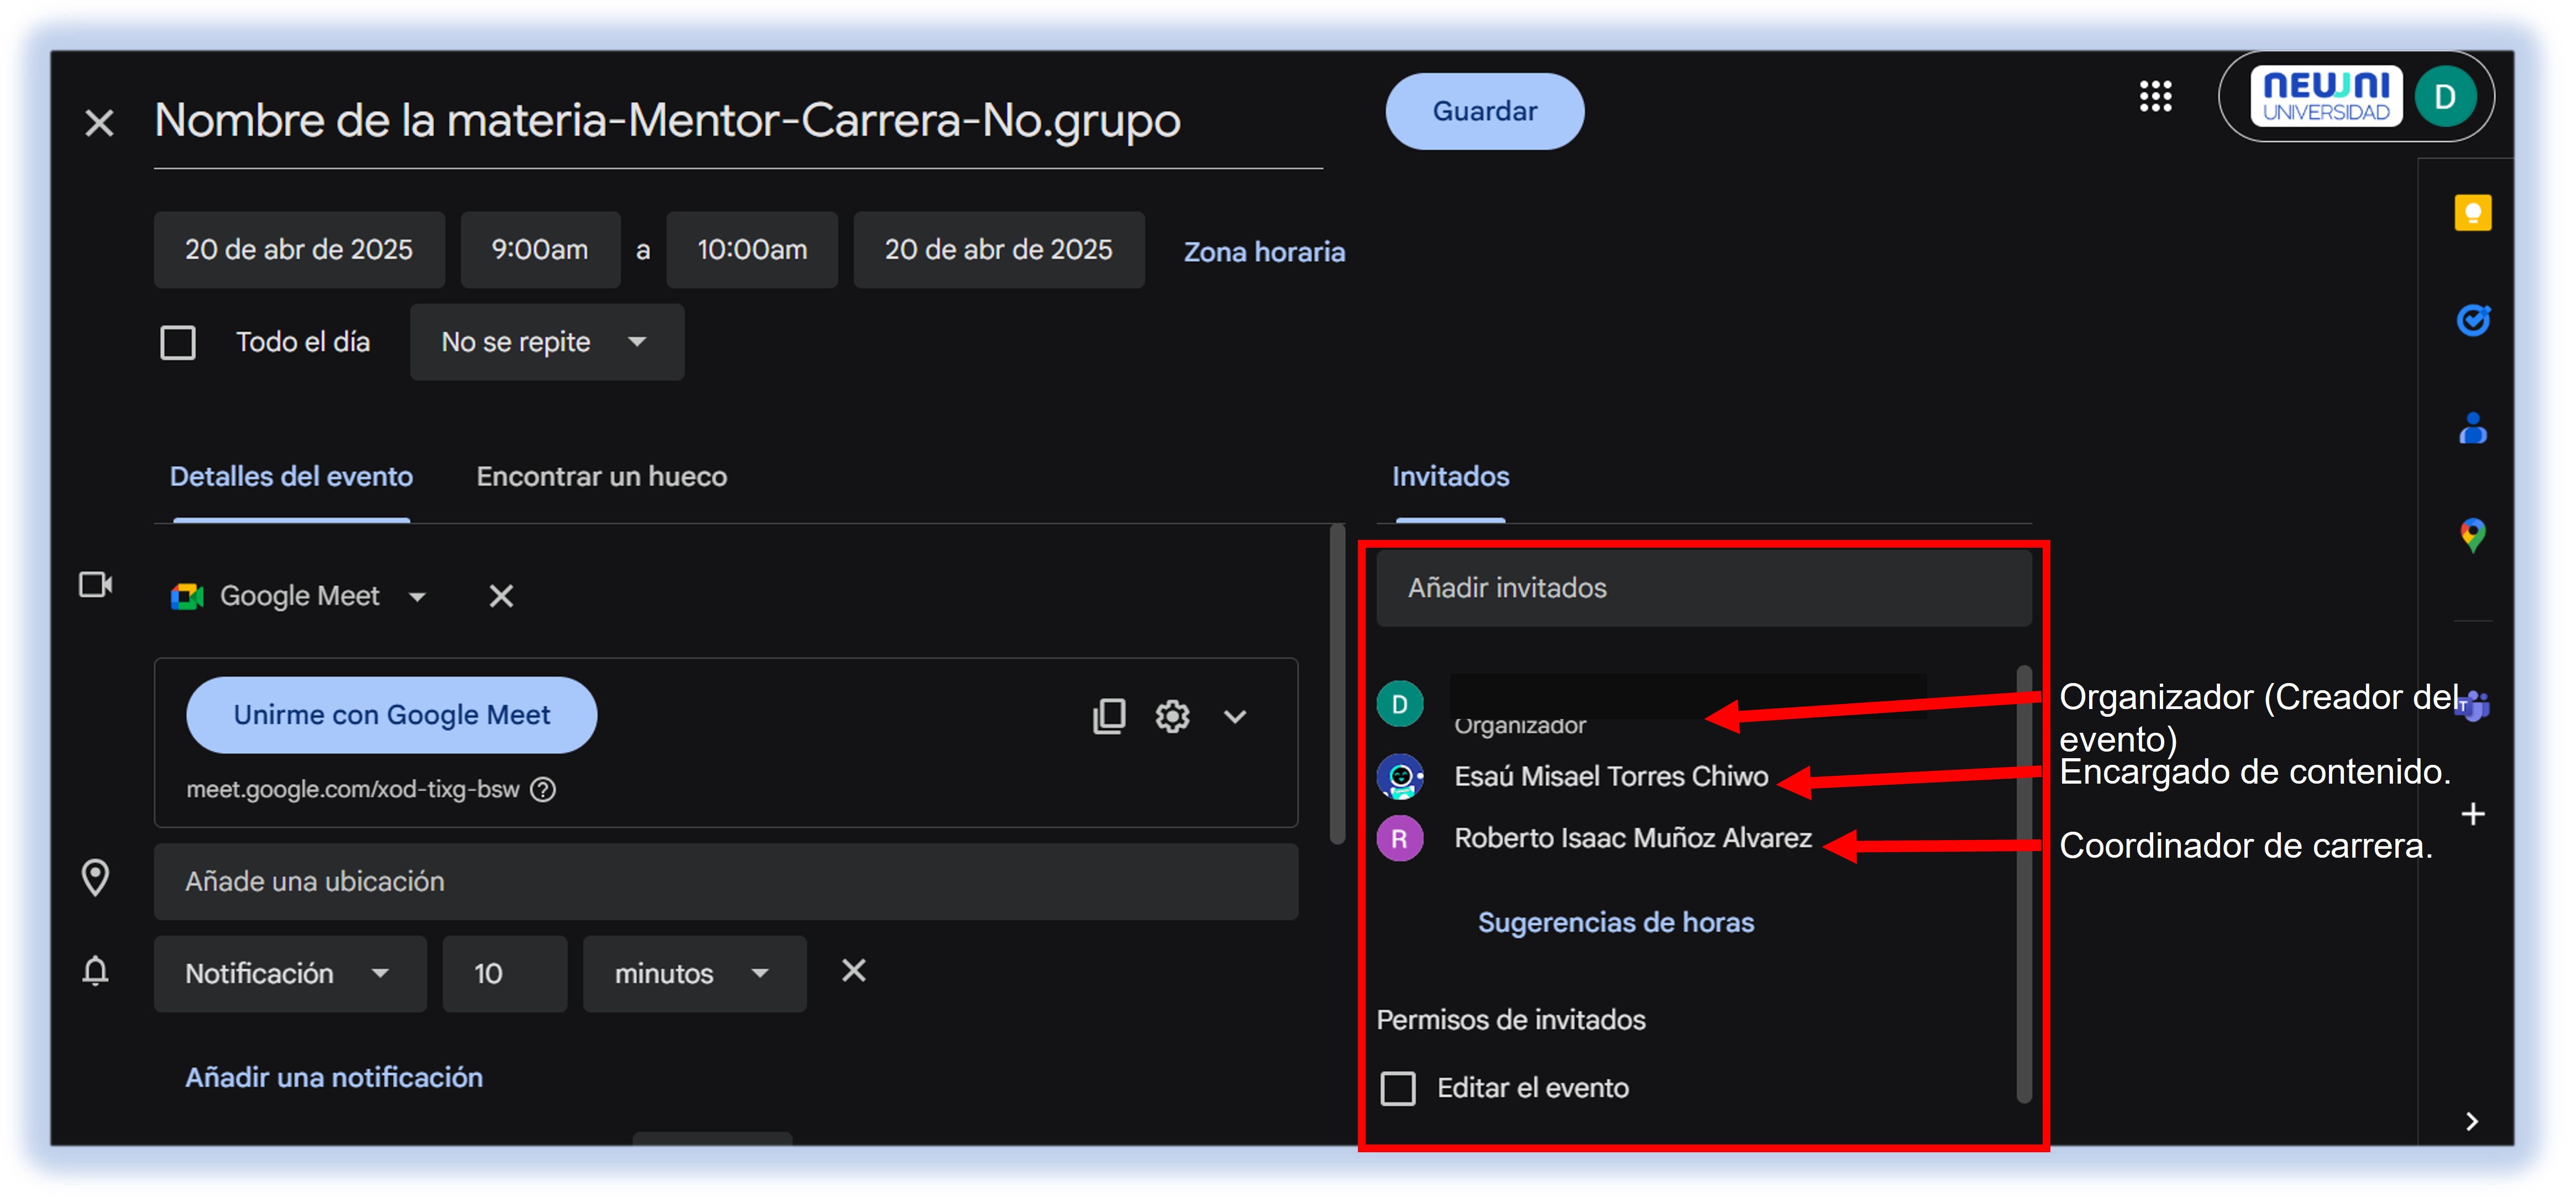 Nombre de la materia-Mentor-Carrera-No.grupo
Guardar
NEWNI
UNIVERSIDAD
D
20 de abr de 2025
9:00am
a
10:00am
20 de abr de 2025
Zona horaria
Todo el día
No se repite
Detalles del evento
Encontrar un hueco
Invitados
Google Meet
Unirme con Google Meet
meet.google.com/xod-tixg-bsw
Añade una ubicación
Notificación
10
minutos
Añadir una notificación
Añadir invitados
D
Organizador
Esaú Misael Torres Chiwo
R
Roberto Isaac Muñoz Alvarez
Sugerencias de horas
Permisos de invitados
Editar el evento
Organizador (Creador del
evento)
Encargado de contenido.
Coordinador de carrera.
T